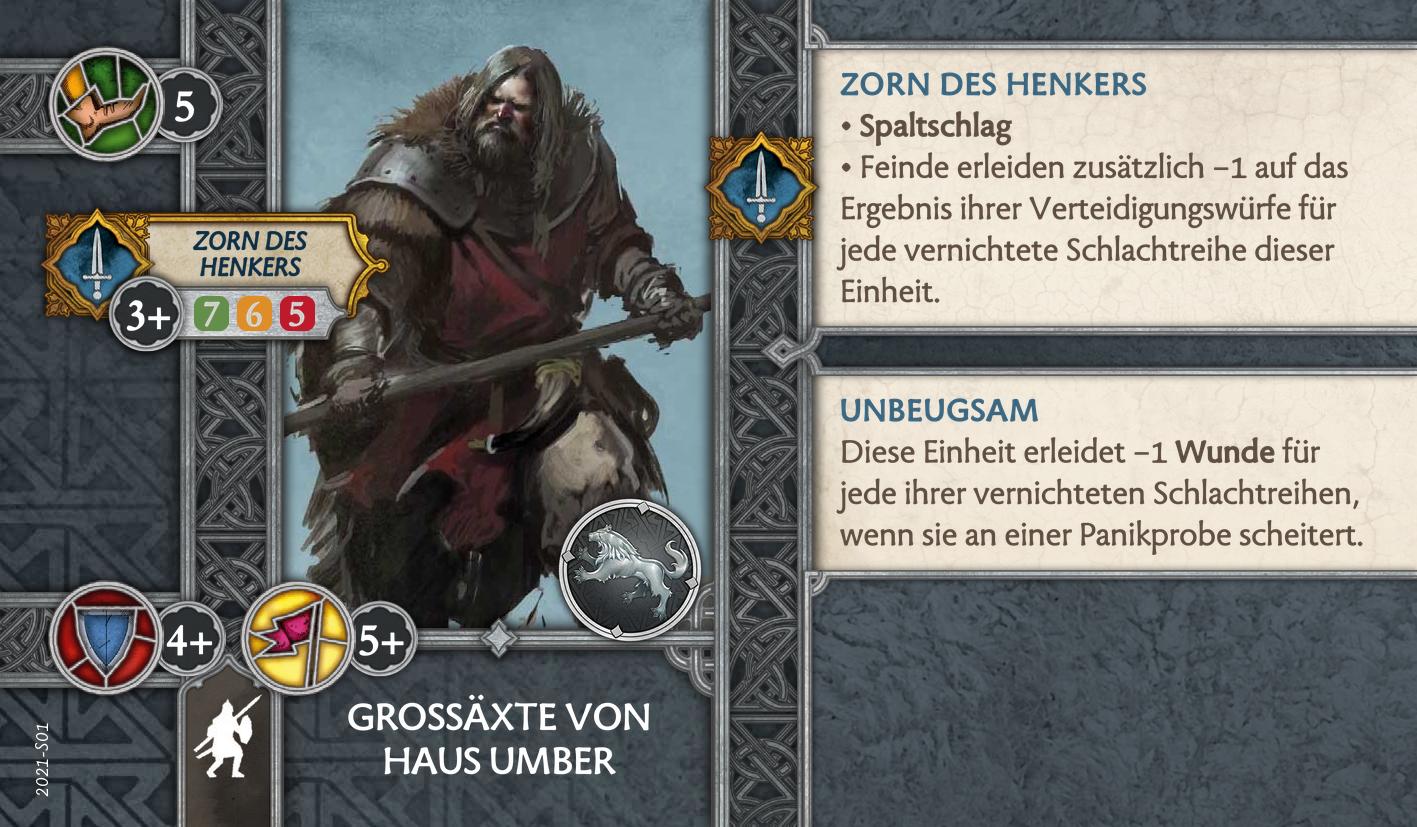 5
ZORN DES
HENKERS
3+ 7 6 5
4+ 5+
GROSSÄXTE VON
HAUS UMBER
2021-S01
ZORN DES HENKERS
• Spaltschlag
• Feinde erleiden zusätzlich −1 auf das
Ergebnis ihrer Verteidigungswürfe für
jede vernichtete Schlachtreihe dieser
Einheit.
UNBEUGSAM
Diese Einheit erleidet −1 Wunde für
jede ihrer vernichteten Schlachtreihen,
wenn sie an einer Panikprobe scheitert.